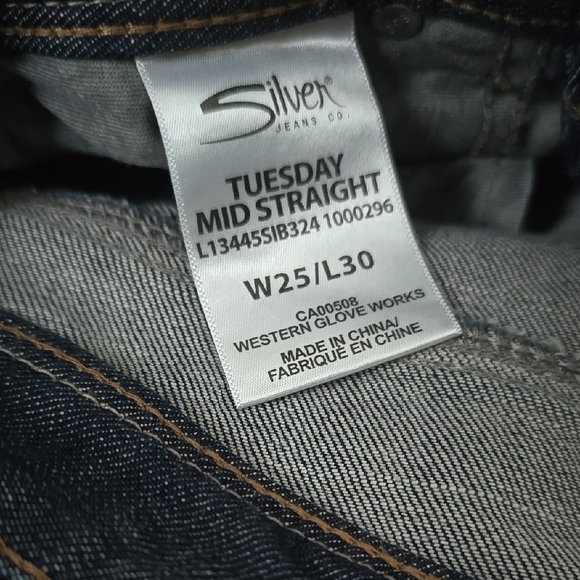 Silver®
JEANS CO.
TUESDAY
MID STRAIGHT
L13445SIB324 1000296
W25/L30
CA00508
WESTERN GLOVE WORKS
MADE IN CHINA/
FABRIQUÉ EN CHINE